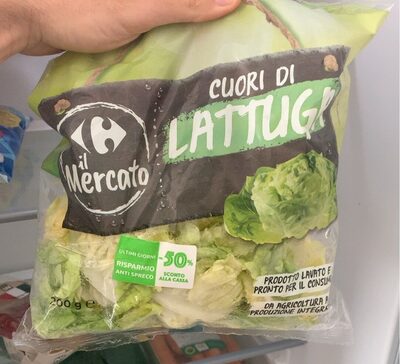 CUORI DI
LATTUGA
il
Mercato
ULTIMI GIORNI
RISPARMIO
ANTI SPRECO
-50%
SCONTO
ALLA CASSA
200 g e
PRODOTTO LAVATO E
PRONTO PER IL CONSUMO
DA AGRICOLTURA
PRODUZIONE INTEGRATA